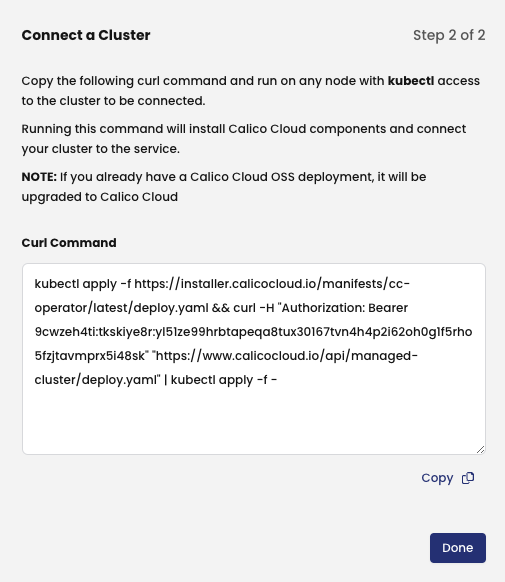 Connect a Cluster
Step 2 of 2
Copy the following curl command and run on any node with kubectl access
to the cluster to be connected.
Running this command will install Calico Cloud components and connect
your cluster to the service.
NOTE: If you already have a Calico Cloud OSS deployment, it will be
upgraded to Calico Cloud
Curl Command
kubectl apply -f https://installer.calicocloud.io/manifests/cc-
operator/latest/deploy.yaml && curl -H "Authorization: Bearer
9cwzeh4ti:tkskiye8r:yl51ze99hrbtapeqa8tux30167tvn4h4p2i62oh0g1f5rho
5fzjtavmprx5i48sk" "https://www.calicocloud.io/api/managed-
cluster/deploy.yaml" | kubectl apply -f -
Copy
Done